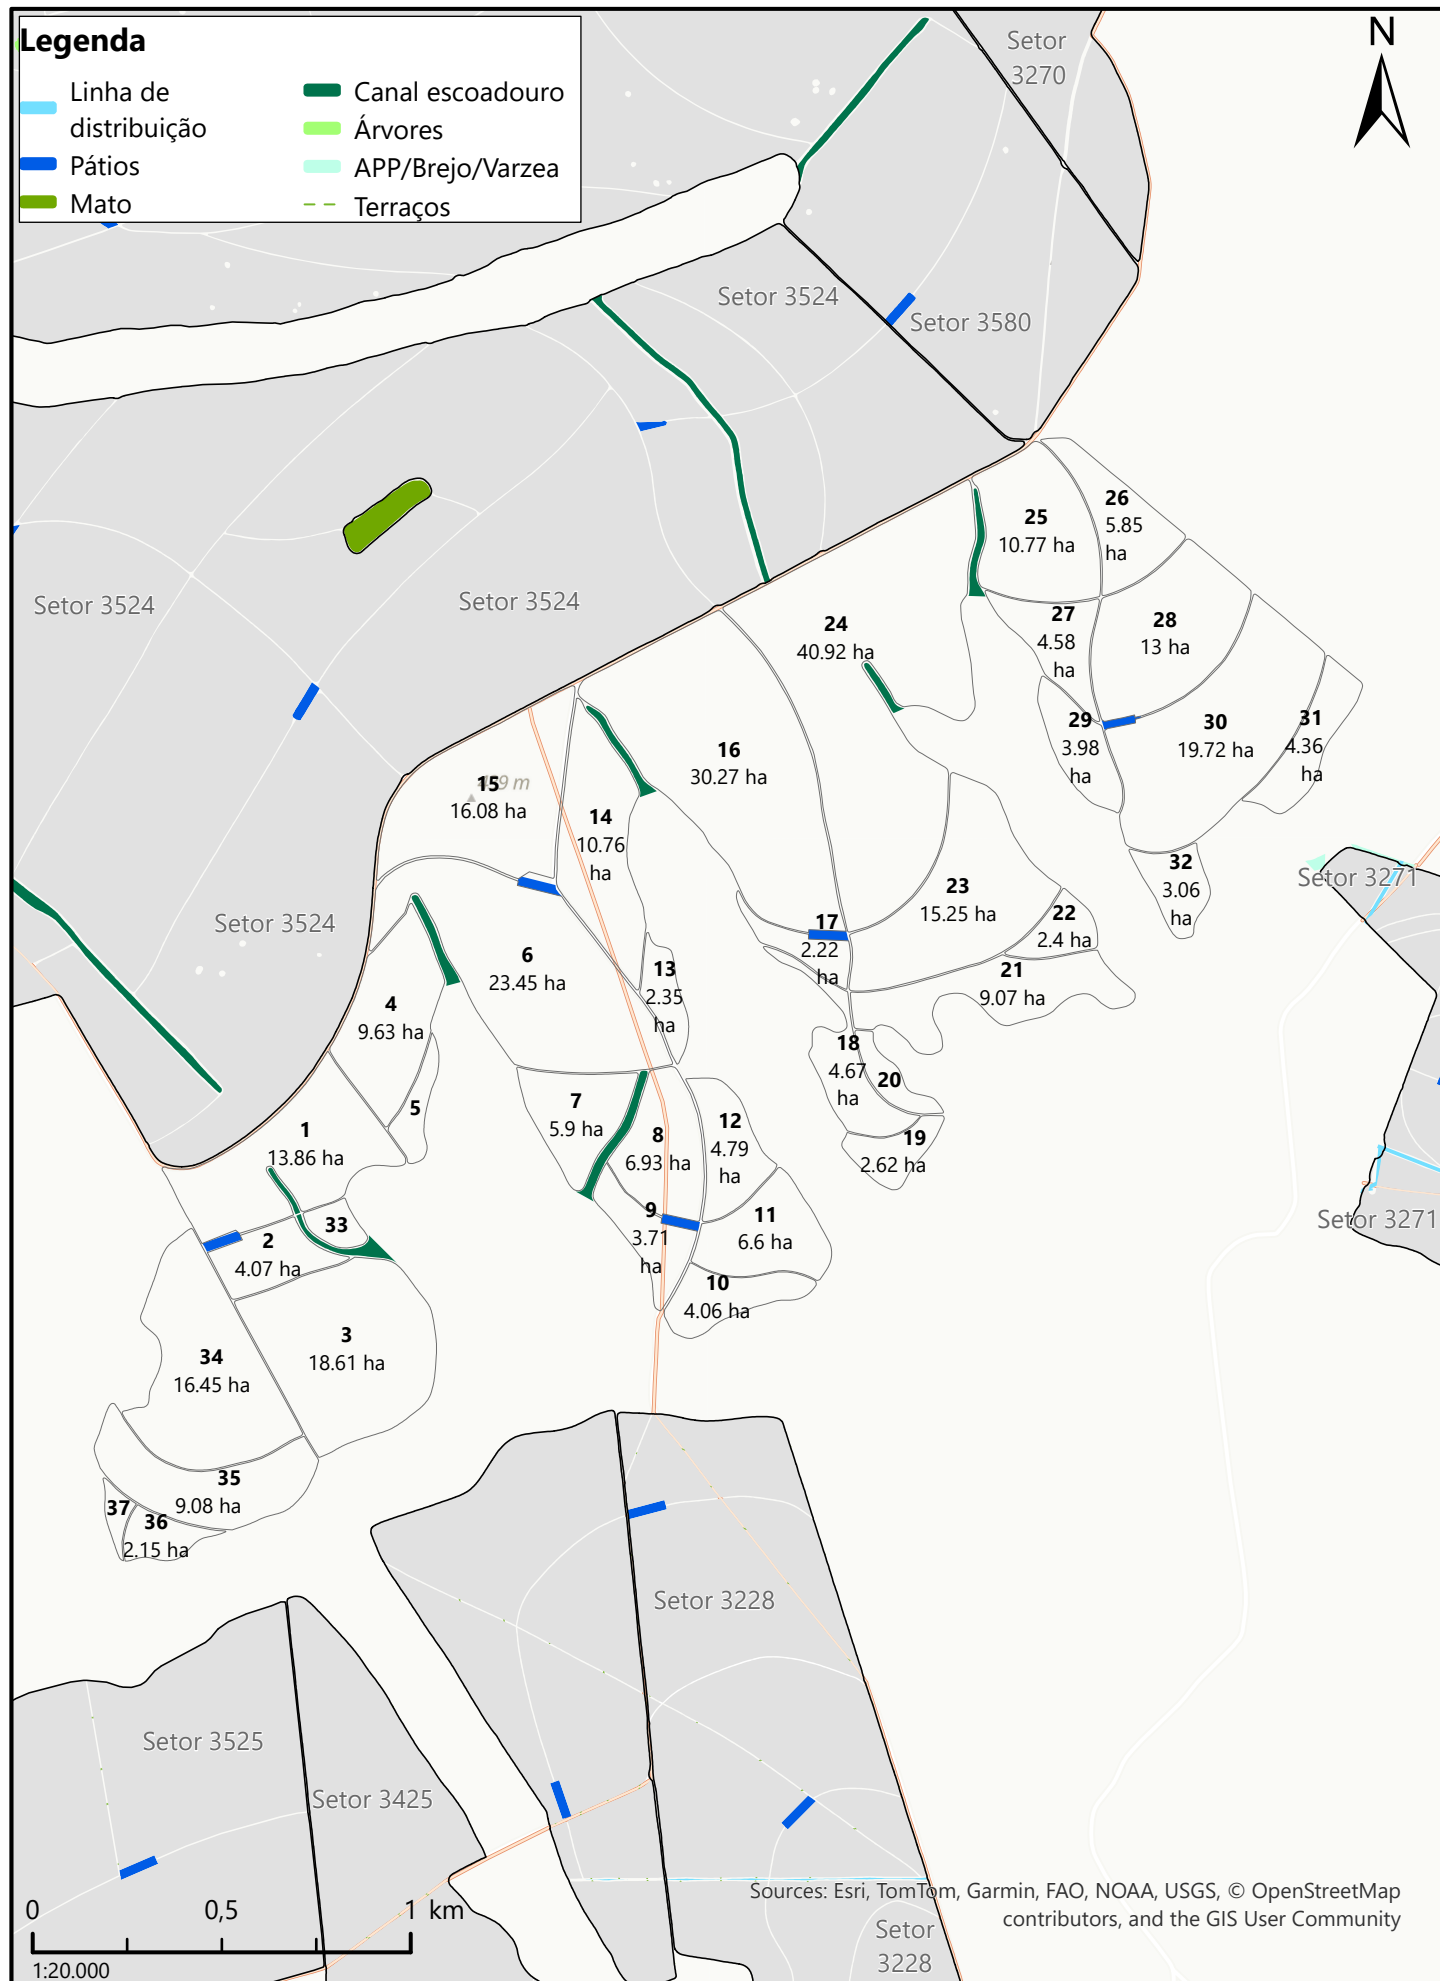 Legenda
Linha de
distribuição
Pátios
Mato
Canal escoadouro
Árvores
APP/Brejo/Varzea
Terraços
N
Setor
3270
Setor 3524
Setor 3580
Setor 3524
Setor 3524
Setor 3524
25
10.77 ha
26
5.85
ha
27
4.58
ha
28
13 ha
24
40.92 ha
29
3.98
ha
30
19.72 ha
31
4.36
ha
16
30.27 ha
15
16.08 ha
14
10.76
ha
32
3.06
ha
Setor 3271
23
15.25 ha
22
2.4 ha
17
2.22
ha
21
9.07 ha
6
23.45 ha
13
2.35
ha
4
9.63 ha
18
4.67
ha
20
19
2.62 ha
5
7
5.9 ha
8
6.93 ha
12
4.79
ha
1
13.86 ha
33
2
4.07 ha
9
3.71
ha
11
6.6 ha
10
4.06 ha
Setor 3271
3
18.61 ha
34
16.45 ha
35
9.08 ha
37
36
2.15 ha
Setor 3228
Setor 3525
Setor 3425
Setor
3228
Sources: Esri, TomTom, Garmin, FAO, NOAA, USGS, © OpenStreetMap
contributors, and the GIS User Community
0 0,5 1 km
1:20.000